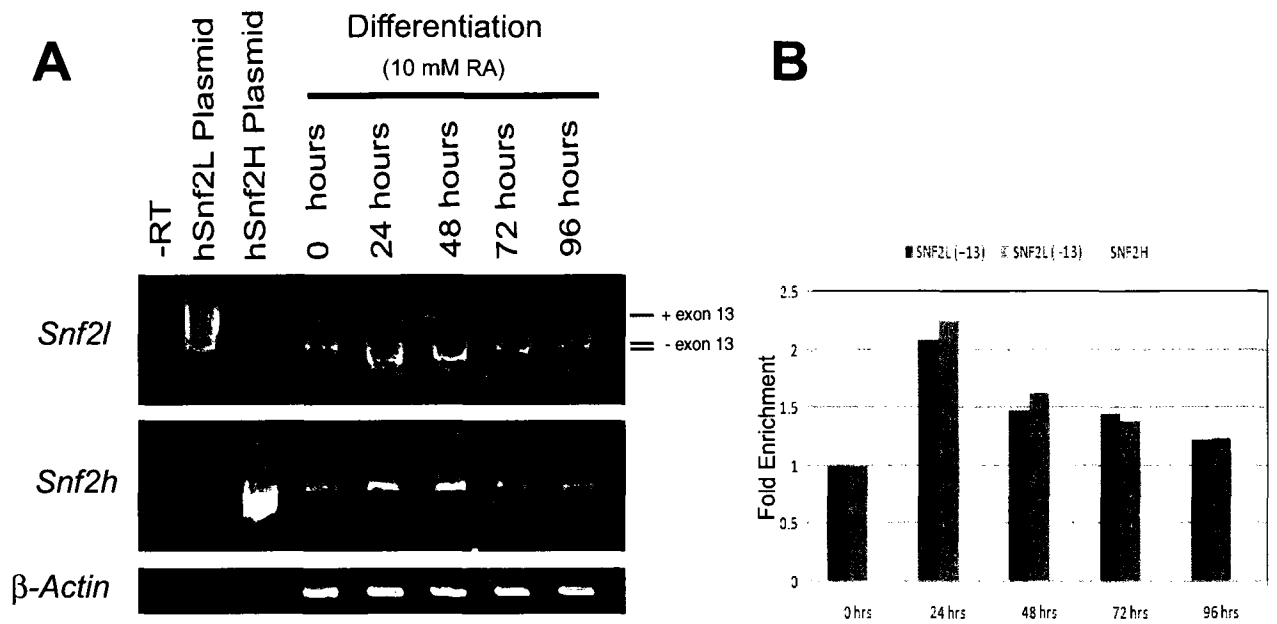 A
Differentiation
(10 mM RA)
-RT
hSnf2L Plasmid
hSnf2H Plasmid
0 hours
24 hours
48 hours
72 hours
96 hours
Snf2l
+ exon 13
- exon 13
Snf2h
β-Actin
B
SNF2L(-13) SNF2L(-13) SNF2H
Fold Enrichment
2.5
2
1.5
1
0.5
0
0 hrs
24 hrs
48 hrs
72 hrs
96 hrs